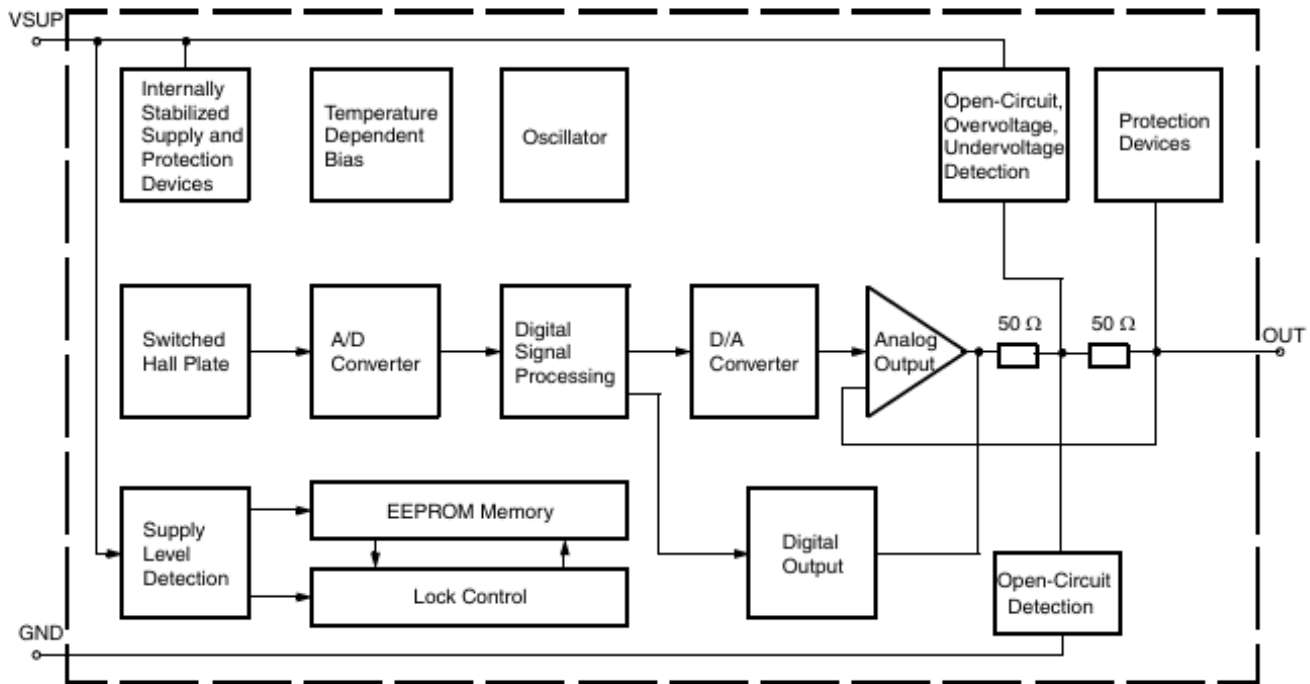 VSUP
Internally
Stabilized
Supply and
Protection
Devices
Temperature
Dependent
Bias
Oscillator
Open-Circuit,
Overvoltage,
Undervoltage
Detection
Protection
Devices
Switched
Hall Plate
A/D
Converter
Digital
Signal
Processing
D/A
Converter
Analog
Output
50 Ω
50 Ω
OUT
Supply
Level
Detection
EEPROM Memory
Lock Control
Digital
Output
Open-Circuit
Detection
GND